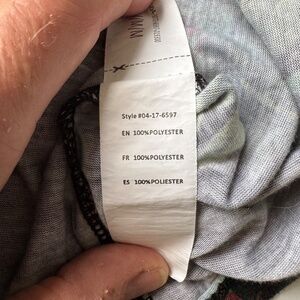 Style #04-17-6597
EN 100%POLYESTER
FR 100%POLYESTER
ES 100%POLIESTER